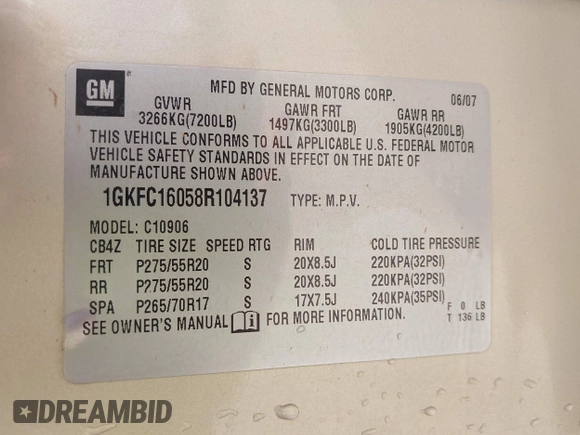 GM
MFD BY GENERAL MOTORS CORP. 06/07
GVWR GAWR FRT GAWR RR
3266KG(7200LB) 1497KG(3300LB) 1905KG(4200LB)
THIS VEHICLE CONFORMS TO ALL APPLICABLE U.S. FEDERAL MOTOR
VEHICLE SAFETY STANDARDS IN EFFECT ON THE DATE OF
MANUFACTURE SHOWN ABOVE.
1GKFC16058R104137 TYPE: M.P.V.
MODEL: C10906
CB4Z TIRE SIZE SPEED RTG RIM COLD TIRE PRESSURE
FRT P275/55R20 S 20X8.5J 220KPA(32PSI)
RR P275/55R20 S 20X8.5J 220KPA(32PSI)
SPA P265/70R17 S 17X7.5J 240KPA(35PSI)
F 0 LB
T 136 LB
SEE OWNER'S MANUAL i FOR MORE INFORMATION.
DREAMBID